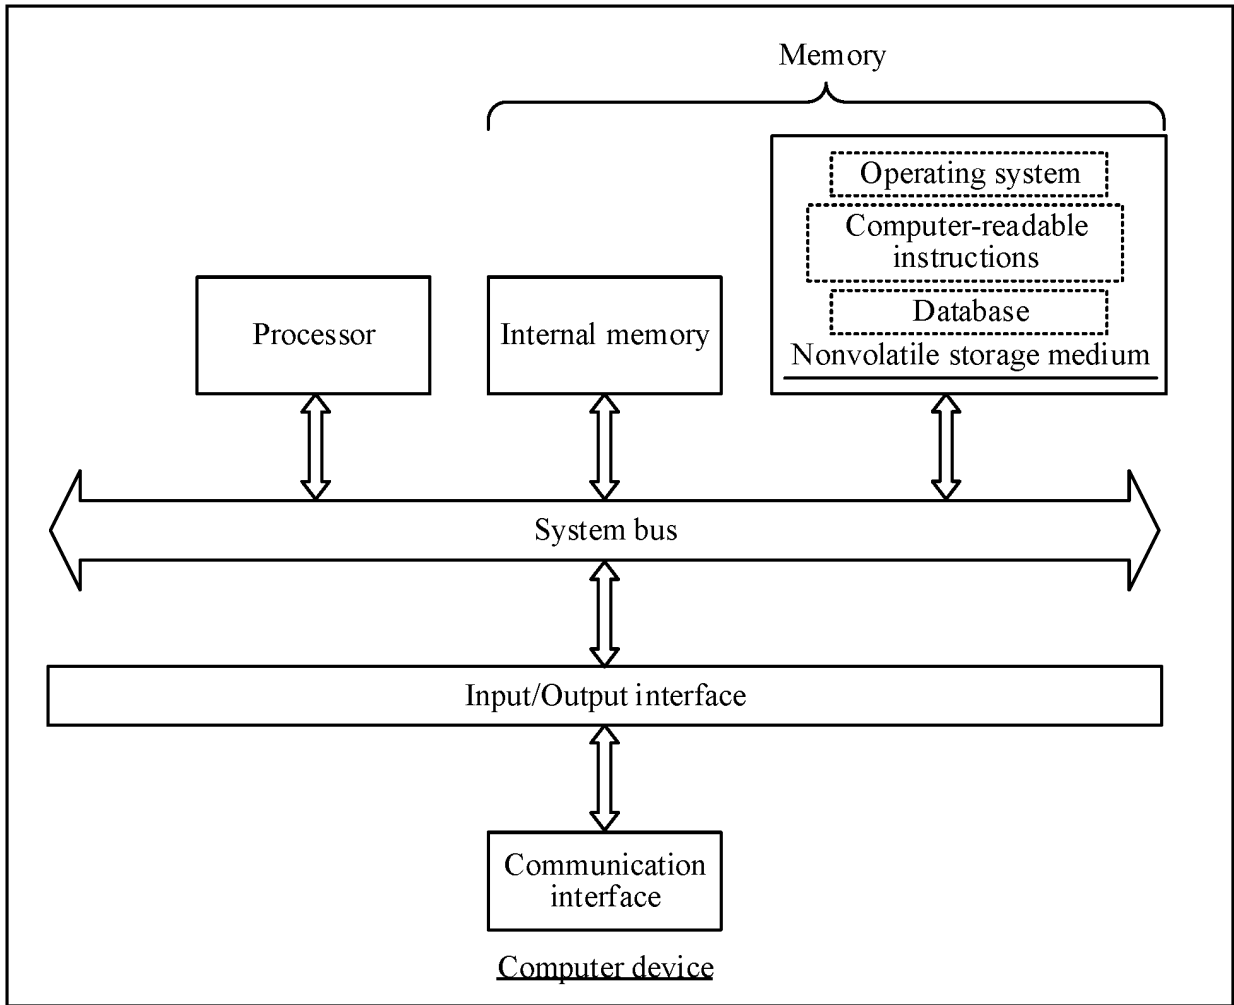 Memory
Operating system
Computer-readable
instructions
Database
Nonvolatile storage medium
Processor
Internal memory
System bus
Input/Output interface
Communication
interface
Computer device